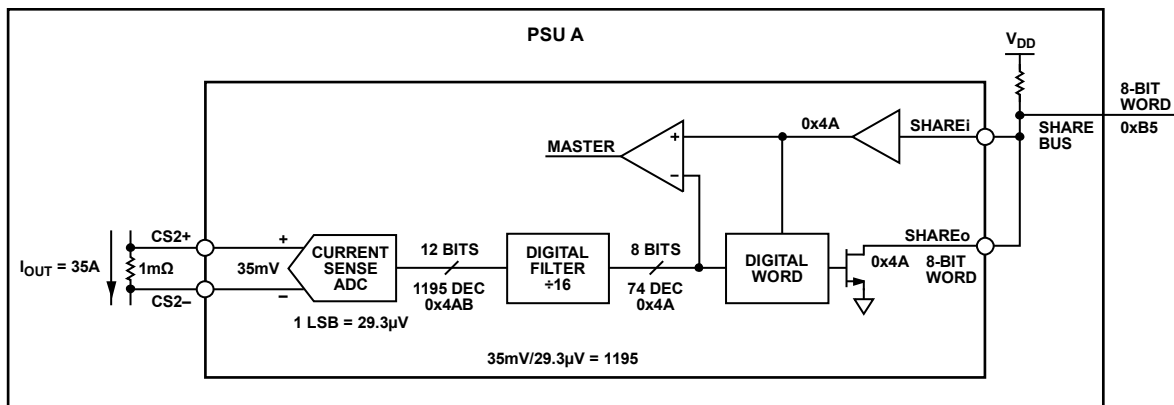 PSU A
VDD
8-BIT
WORD
0xB5
SHARE
BUS
0x4A
SHAREi
MASTER
+
−
IOUT = 35A
1mΩ
CS2+
CS2−
+
35mV
−
CURRENT
SENSE
ADC
12 BITS
1195 DEC
0x4AB
DIGITAL
FILTER
÷16
8 BITS
74 DEC
0x4A
DIGITAL
WORD
SHAREo
0x4A
8-BIT
WORD
1 LSB = 29.3µV
35mV/29.3µV = 1195